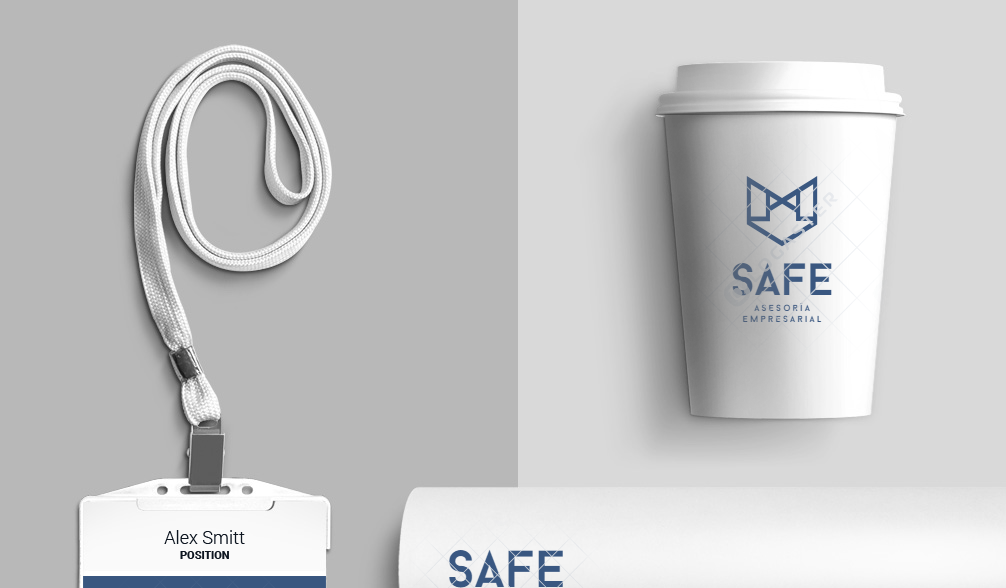 SAFE
ASESORÍA
EMPRESARIAL
Alex Smitt
POSITION
SAFE